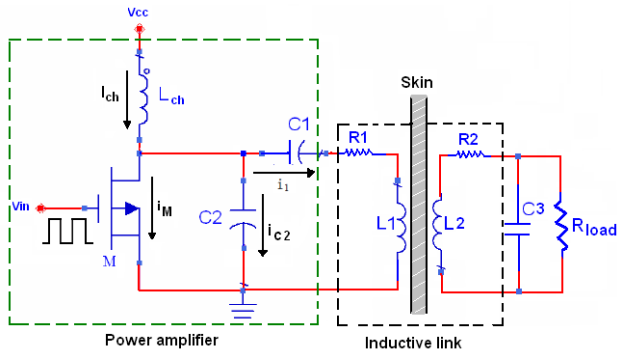 Vcc
Skin
Ich
Lch
C1
R1
R2
i1
Vin
iM
C2
iC2
L1
L2
C3
Rload
M
Power amplifier
Inductive link